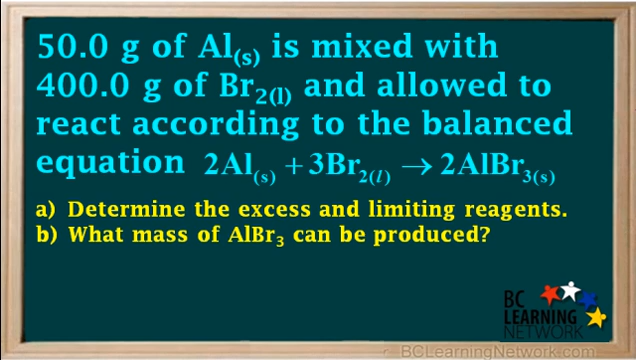 50.0 g of Al(s) is mixed with
400.0 g of Br2(l) and allowed to
react according to the balanced
equation 2Al(s) + 3Br2(l) → 2AlBr3(s)
a) Determine the excess and limiting reagents.
b) What mass of AlBr3 can be produced?
BC
LEARNING
NETWORK
BCLearningNetwork.com